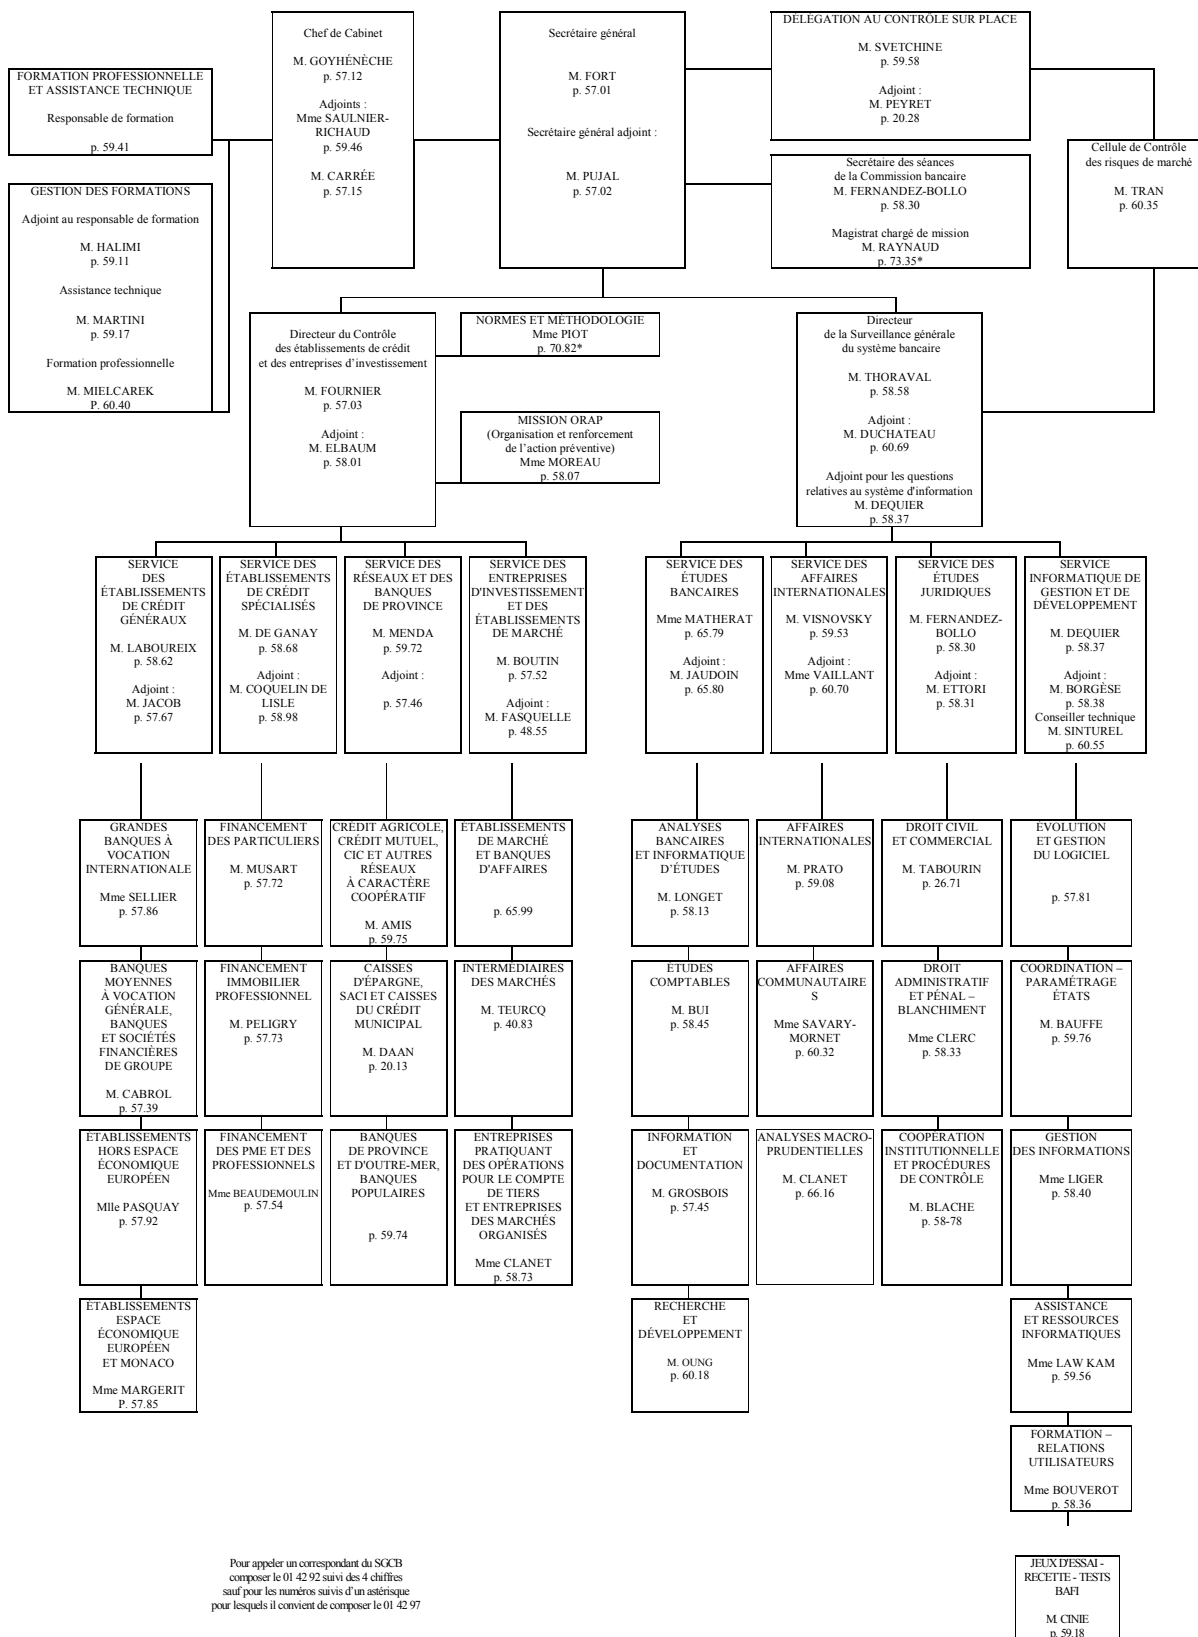 Chef de Cabinet
M. GOYHÉNÈCHE
p. 57.12
Adjoints :
Mme SAULNIER-
RICHAUD
p. 59.46
M. CARRÉE
p. 57.15
Secrétaire général
M. FORT
p. 57.01
Secrétaire général adjoint :
M. PUJAL
p. 57.02
DÉLÉGATION AU CONTRÔLE SUR PLACE
M. SVETCHINE
p. 59.58
Adjoint :
M. PEYRET
p. 20.28
FORMATION PROFESSIONNELLE
ET ASSISTANCE TECHNIQUE
Responsable de formation
p. 59.41
GESTION DES FORMATIONS
Adjoint au responsable de formation
M. HALIMI
p. 59.11
Assistance technique
M. MARTINI
p. 59.17
Formation professionnelle
M. MIELCAREK
P. 60.40
Secrétaire des séances
de la Commission bancaire
M. FERNANDEZ-BOLLO
p. 58.30
Magistrat chargé de mission
M. RAYNAUD
p. 73.35*
Cellule de Contrôle
des risques de marché
M. TRAN
p. 60.35
Directeur du Contrôle
des établissements de crédit
et des entreprises d'investissement
M. FOURNIER
p. 57.03
Adjoint :
M. ELBAUM
p. 58.01
NORMES ET MÉTHODOLOGIE
Mme PIOT
p. 70.82*
MISSION ORAP
(Organisation et renforcement
de l'action préventive)
Mme MOREAU
p. 58.07
Directeur
de la Surveillance générale
du système bancaire
M. THORAVAL
p. 58.58
Adjoint :
M. DUCHATEAU
p. 60.69
Adjoint pour les questions
relatives au système d'information
M. DEQUIER
p. 58.37
SERVICE
DES
ÉTABLISSEMENTS
DE CRÉDIT
GÉNÉRAUX
M. LABOUREIX
p. 58.62
Adjoint :
M. JACOB
p. 57.67
SERVICE DES
ÉTABLISSEMENTS
DE CRÉDIT
SPÉCIALISÉS
M. DE GANAY
p. 58.68
Adjoint :
M. COQUELIN DE
LISLE
p. 58.98
SERVICE DES
RÉSEAUX ET DES
BANQUES
DE PROVINCE
M. MENDA
p. 59.72
Adjoint :
p. 57.46
SERVICE DES
ENTREPRISES
D'INVESTISSEMENT
ET DES
ÉTABLISSEMENTS
DE MARCHÉ
M. BOUTIN
p. 57.52
Adjoint :
M. FASQUELLE
p. 48.55
SERVICE DES
ÉTUDES
BANCAIRES
Mme MATHERAT
p. 65.79
Adjoint :
M. JAUDOIN
p. 65.80
SERVICE DES
AFFAIRES
INTERNATIONALES
M. VISNOVSKY
p. 59.53
Adjoint :
Mme VAILLANT
p. 60.70
SERVICE DES
ÉTUDES
JURIDIQUES
M. FERNANDEZ-
BOLLO
p. 58.30
Adjoint :
M. ETTORI
p. 58.31
SERVICE
INFORMATIQUE DE
GESTION ET DE
DÉVELOPPEMENT
M. DEQUIER
p. 58.37
Adjoint :
M. BORGÈSE
p. 58.38
Conseiller technique
M. SINTUREL
p. 60.55
GRANDES
BANQUES À
VOCATION
INTERNATIONALE
Mme SELLIER
p. 57.86
FINANCEMENT
DES PARTICULIERS
M. MUSART
p. 57.72
CRÉDIT AGRICOLE,
CRÉDIT MUTUEL,
CIC ET AUTRES
RÉSEAUX
À CARACTÈRE
COOPÉRATIF
M. AMIS
p. 59.75
ÉTABLISSEMENTS
DE MARCHÉ
ET BANQUES
D'AFFAIRES
p. 65.99
ANALYSES
BANCAIRES
ET INFORMATIQUE
D'ÉTUDES
M. LONGET
p. 58.13
AFFAIRES
INTERNATIONALES
M. PRATO
p. 59.08
DROIT CIVIL
ET COMMERCIAL
M. TABOURIN
p. 26.71
ÉVOLUTION
ET GESTION
DU LOGICIEL
p. 57.81
BANQUES
MOYENNES
À VOCATION
GÉNÉRALE,
BANQUES
ET SOCIÉTÉS
FINANCIÈRES
DE GROUPE
M. CABROL
p. 57.39
FINANCEMENT
IMMOBILIER
PROFESSIONNEL
M. PELIGRY
p. 57.73
CAISSES
D'ÉPARGNE,
SACI ET CAISSES
DU CRÉDIT
MUNICIPAL
M. DAAN
p. 20.13
INTERMÉDIAIRES
DES MARCHÉS
M. TEURCQ
p. 40.83
ÉTUDES
COMPTABLES
M. BUI
p. 58.45
AFFAIRES
COMMUNAUTAIRE
S
Mme SAVARY-
MORNET
p. 60.32
DROIT
ADMINISTRATIF
ET PÉNAL –
BLANCHIMENT
Mme CLERC
p. 58.33
COORDINATION –
PARAMÉTRAGE
ÉTATS
M. BAUFFE
p. 59.76
ÉTABLISSEMENTS
HORS ESPACE
ÉCONOMIQUE
EUROPÉEN
Mlle PASQUAY
p. 57.92
FINANCEMENT
DES PME ET DES
PROFESSIONNELS
Mme BEAUDEMOULIN
p. 57.54
BANQUES
DE PROVINCE
ET D'OUTRE-MER,
BANQUES
POPULAIRES
p. 59.74
ENTREPRISES
PRATIQUANT
DES OPÉRATIONS
POUR LE COMPTE
DE TIERS
ET ENTREPRISES
DES MARCHÉS
ORGANISÉS
Mme CLANET
p. 58.73
INFORMATION
ET
DOCUMENTATION
M. GROSBOIS
p. 57.45
ANALYSES MACRO-
PRUDENTIELLES
M. CLANET
p. 66.16
COOPÉRATION
INSTITUTIONNELLE
ET PROCÉDURES
DE CONTRÔLE
M. BLACHE
p. 58-78
GESTION
DES INFORMATIONS
Mme LIGER
p. 58.40
ÉTABLISSEMENTS
ESPACE
ÉCONOMIQUE
EUROPÉEN
ET MONACO
Mme MARGERIT
P. 57.85
RECHERCHE
ET
DÉVELOPPEMENT
M. OUNG
p. 60.18
ASSISTANCE
ET RESSOURCES
INFORMATIQUES
Mme LAW KAM
p. 59.56
FORMATION –
RELATIONS
UTILISATEURS
Mme BOUVEROT
p. 58.36
Pour appeler un correspondant du SGCB
composer le 01 42 92 suivi des 4 chiffres
sauf pour les numéros suivis d'un astérisque
pour lesquels il convient de composer le 01 42 97
JEUX D'ESSAI -
RECETTE - TESTS
BAFI
M. CINIE
p. 59.18